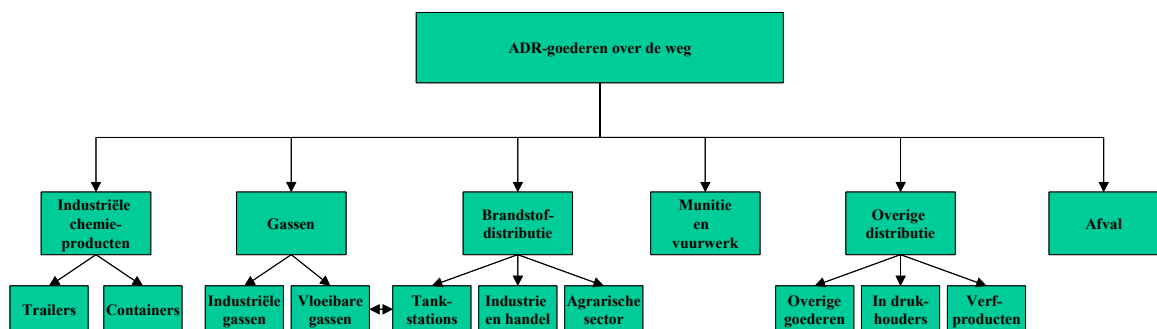 ADR-goederen over de weg
Industriële
chemie-
producten
Gassen
Brandstof-
distributie
Munitie
en
vuurwerk
Overige
distributie
Afval
Trailers
Containers
Industriële
gassen
Vloeibare
gassen
Tank-
stations
Industrie
en handel
Agrarische
sector
Overige
goederen
In druk-
houders
Verf-
producten